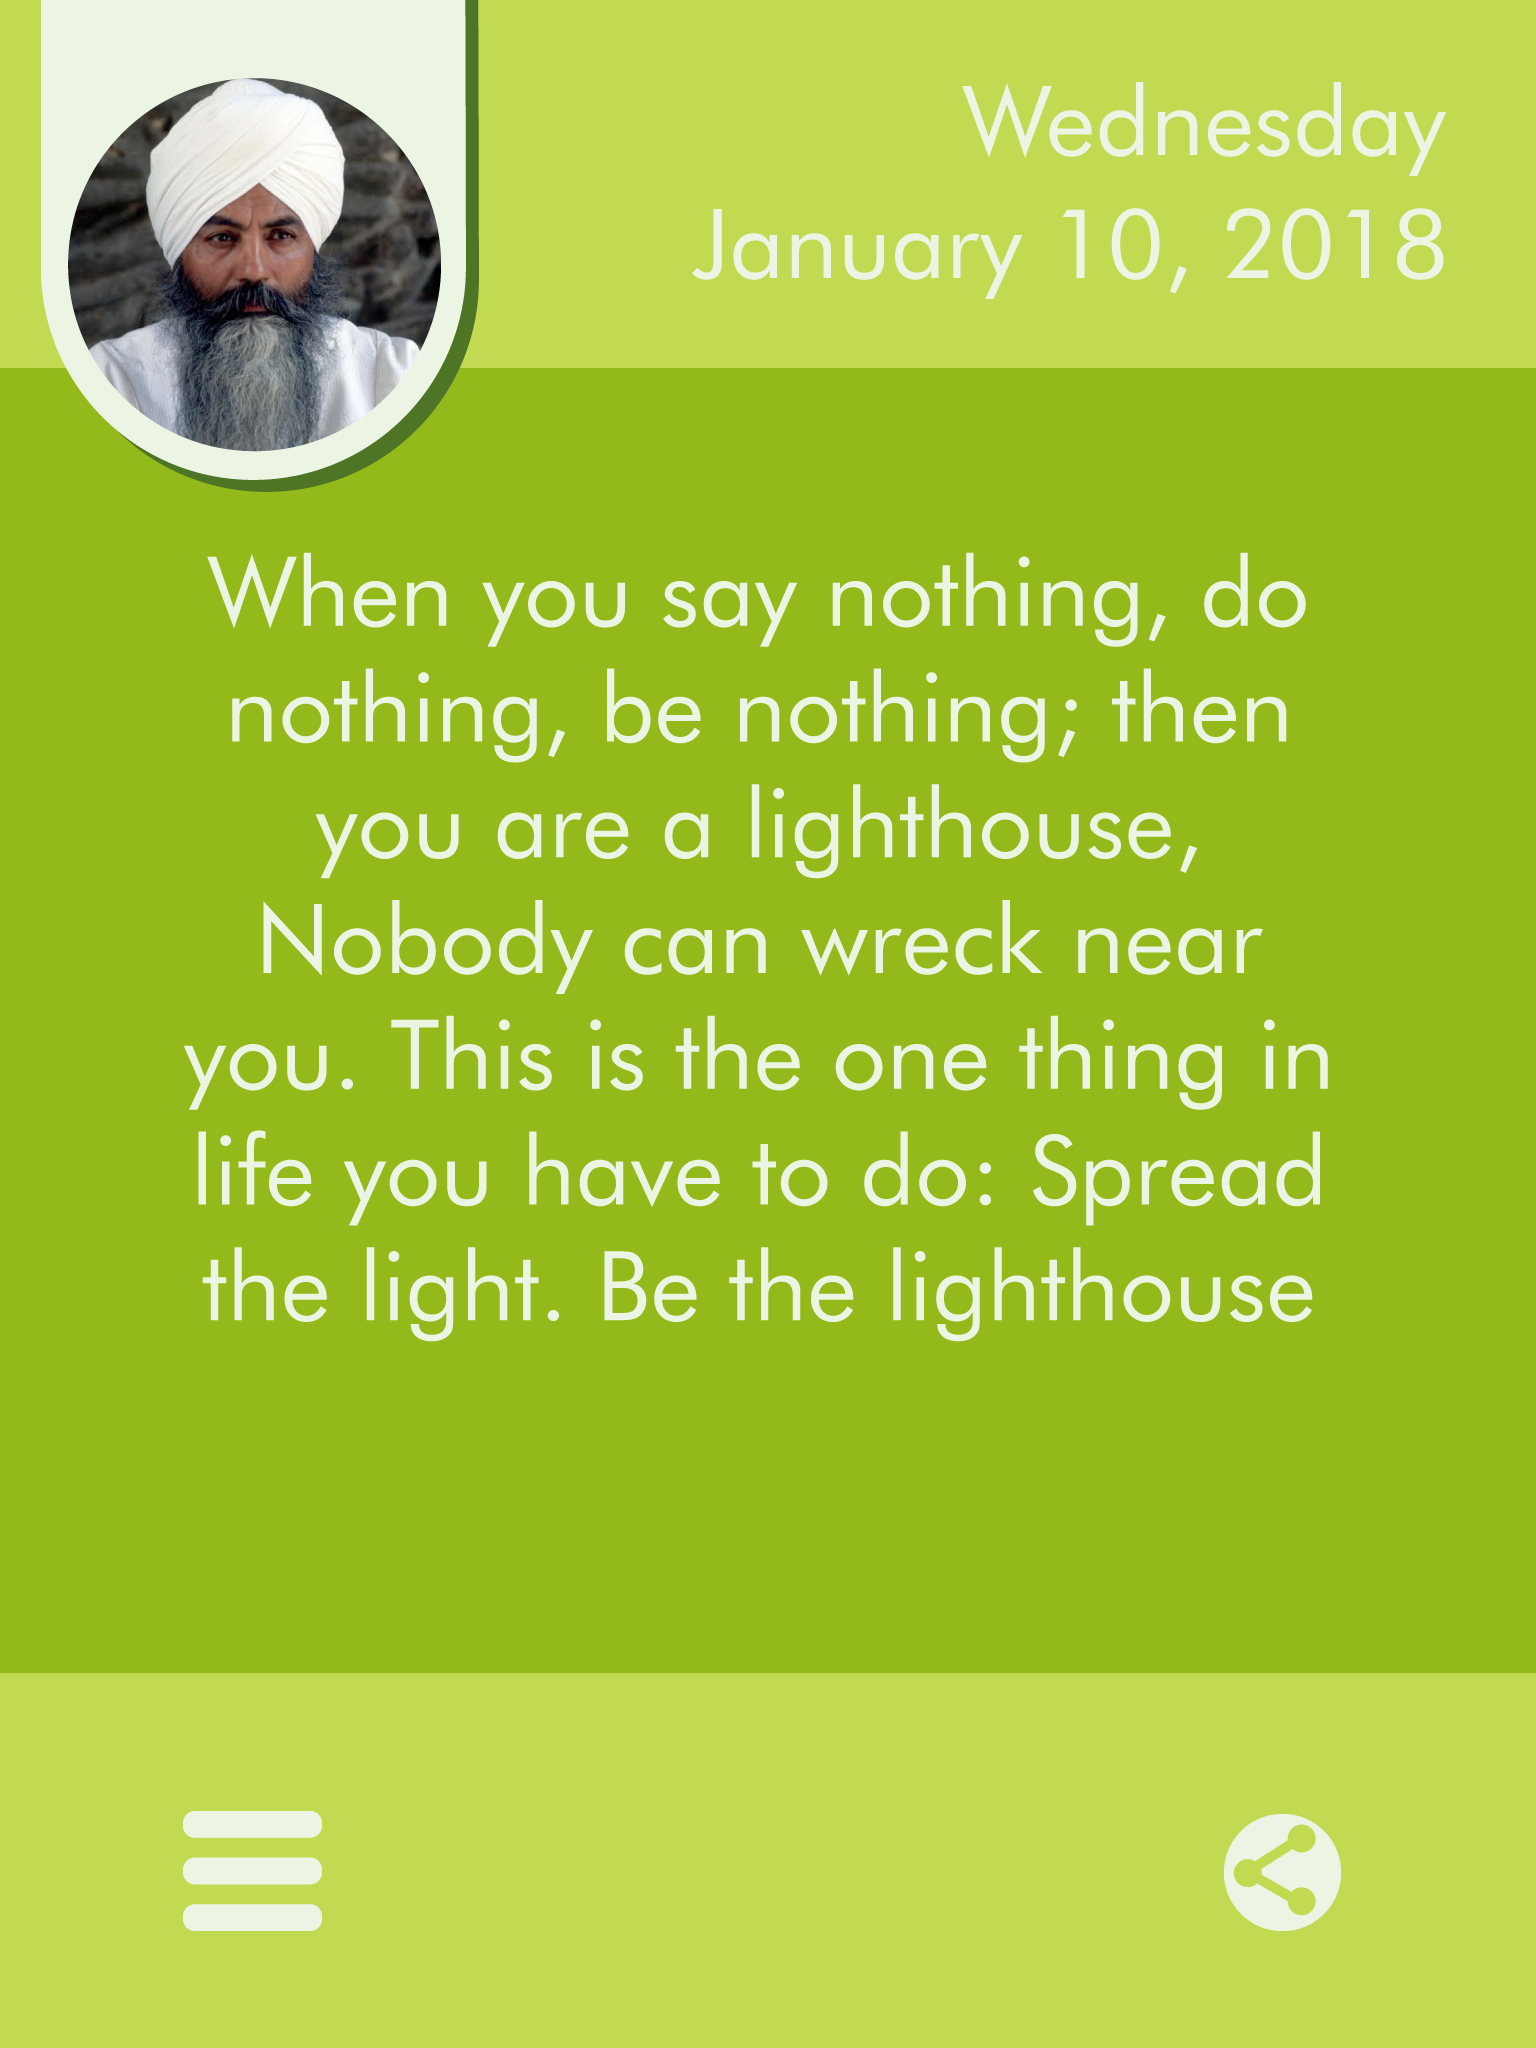 Wednesday
January 10, 2018
When you say nothing, do
nothing, be nothing; then
you are a lighthouse,
Nobody can wreck near
you. This is the one thing in
life you have to do: Spread
the light. Be the lighthouse